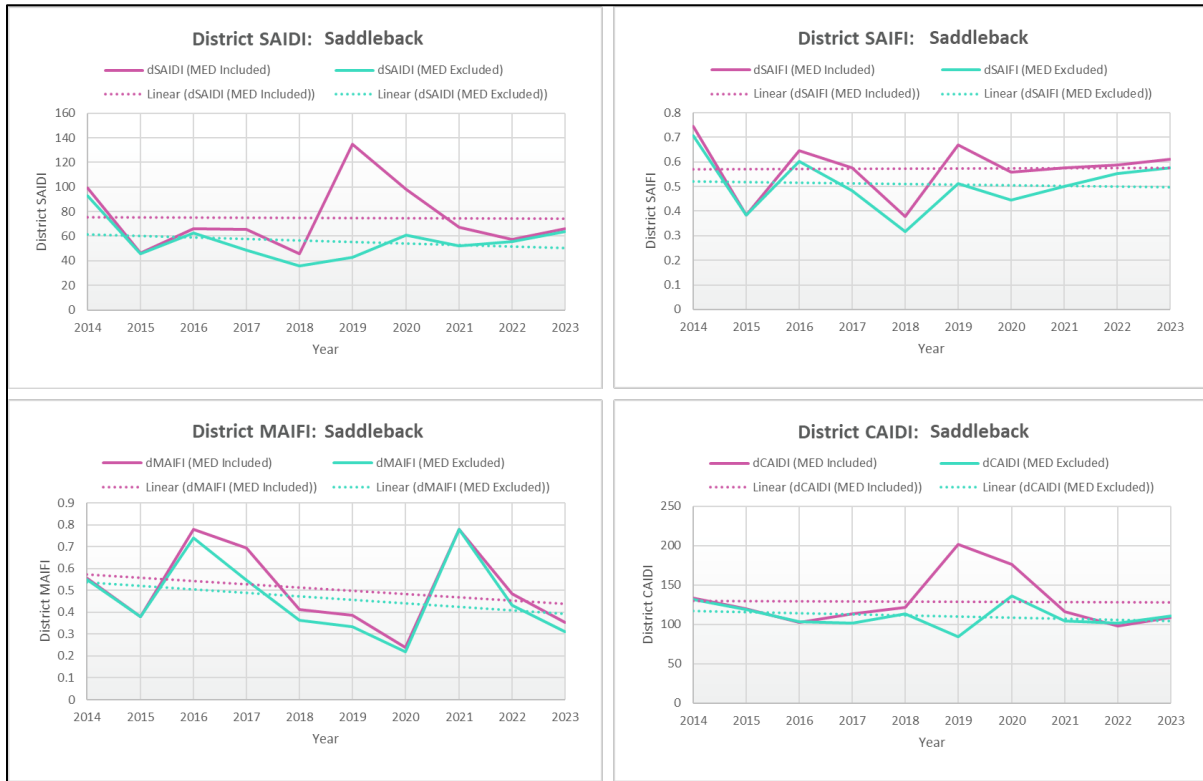 District SAIDI: Saddleback
dSAIDI (MED Included)
dSAIDI (MED Excluded)
Linear (dSAIDI (MED Included))
Linear (dSAIDI (MED Excluded))
160
140
120
100
80
60
40
20
0
District SAIDI
2014 2015 2016 2017 2018 2019 2020 2021 2022 2023
Year
District SAIFI: Saddleback
dSAIFI (MED Included)
dSAIFI (MED Excluded)
Linear (dSAIFI (MED Included))
Linear (dSAIFI (MED Excluded))
0.8
0.7
0.6
0.5
0.4
0.3
0.2
0.1
0
District SAIFI
2014 2015 2016 2017 2018 2019 2020 2021 2022 2023
Year
District MAIFI: Saddleback
dMAIFI (MED Included)
dMAIFI (MED Excluded)
Linear (dMAIFI (MED Included))
Linear (dMAIFI (MED Excluded))
0.9
0.8
0.7
0.6
0.5
0.4
0.3
0.2
0.1
0
District MAIFI
2014 2015 2016 2017 2018 2019 2020 2021 2022 2023
Year
District CAIDI: Saddleback
dCAIDI (MED Included)
dCAIDI (MED Excluded)
Linear (dCAIDI (MED Included))
Linear (dCAIDI (MED Excluded))
250
200
150
100
50
0
District CAIDI
2014 2015 2016 2017 2018 2019 2020 2021 2022 2023
Year